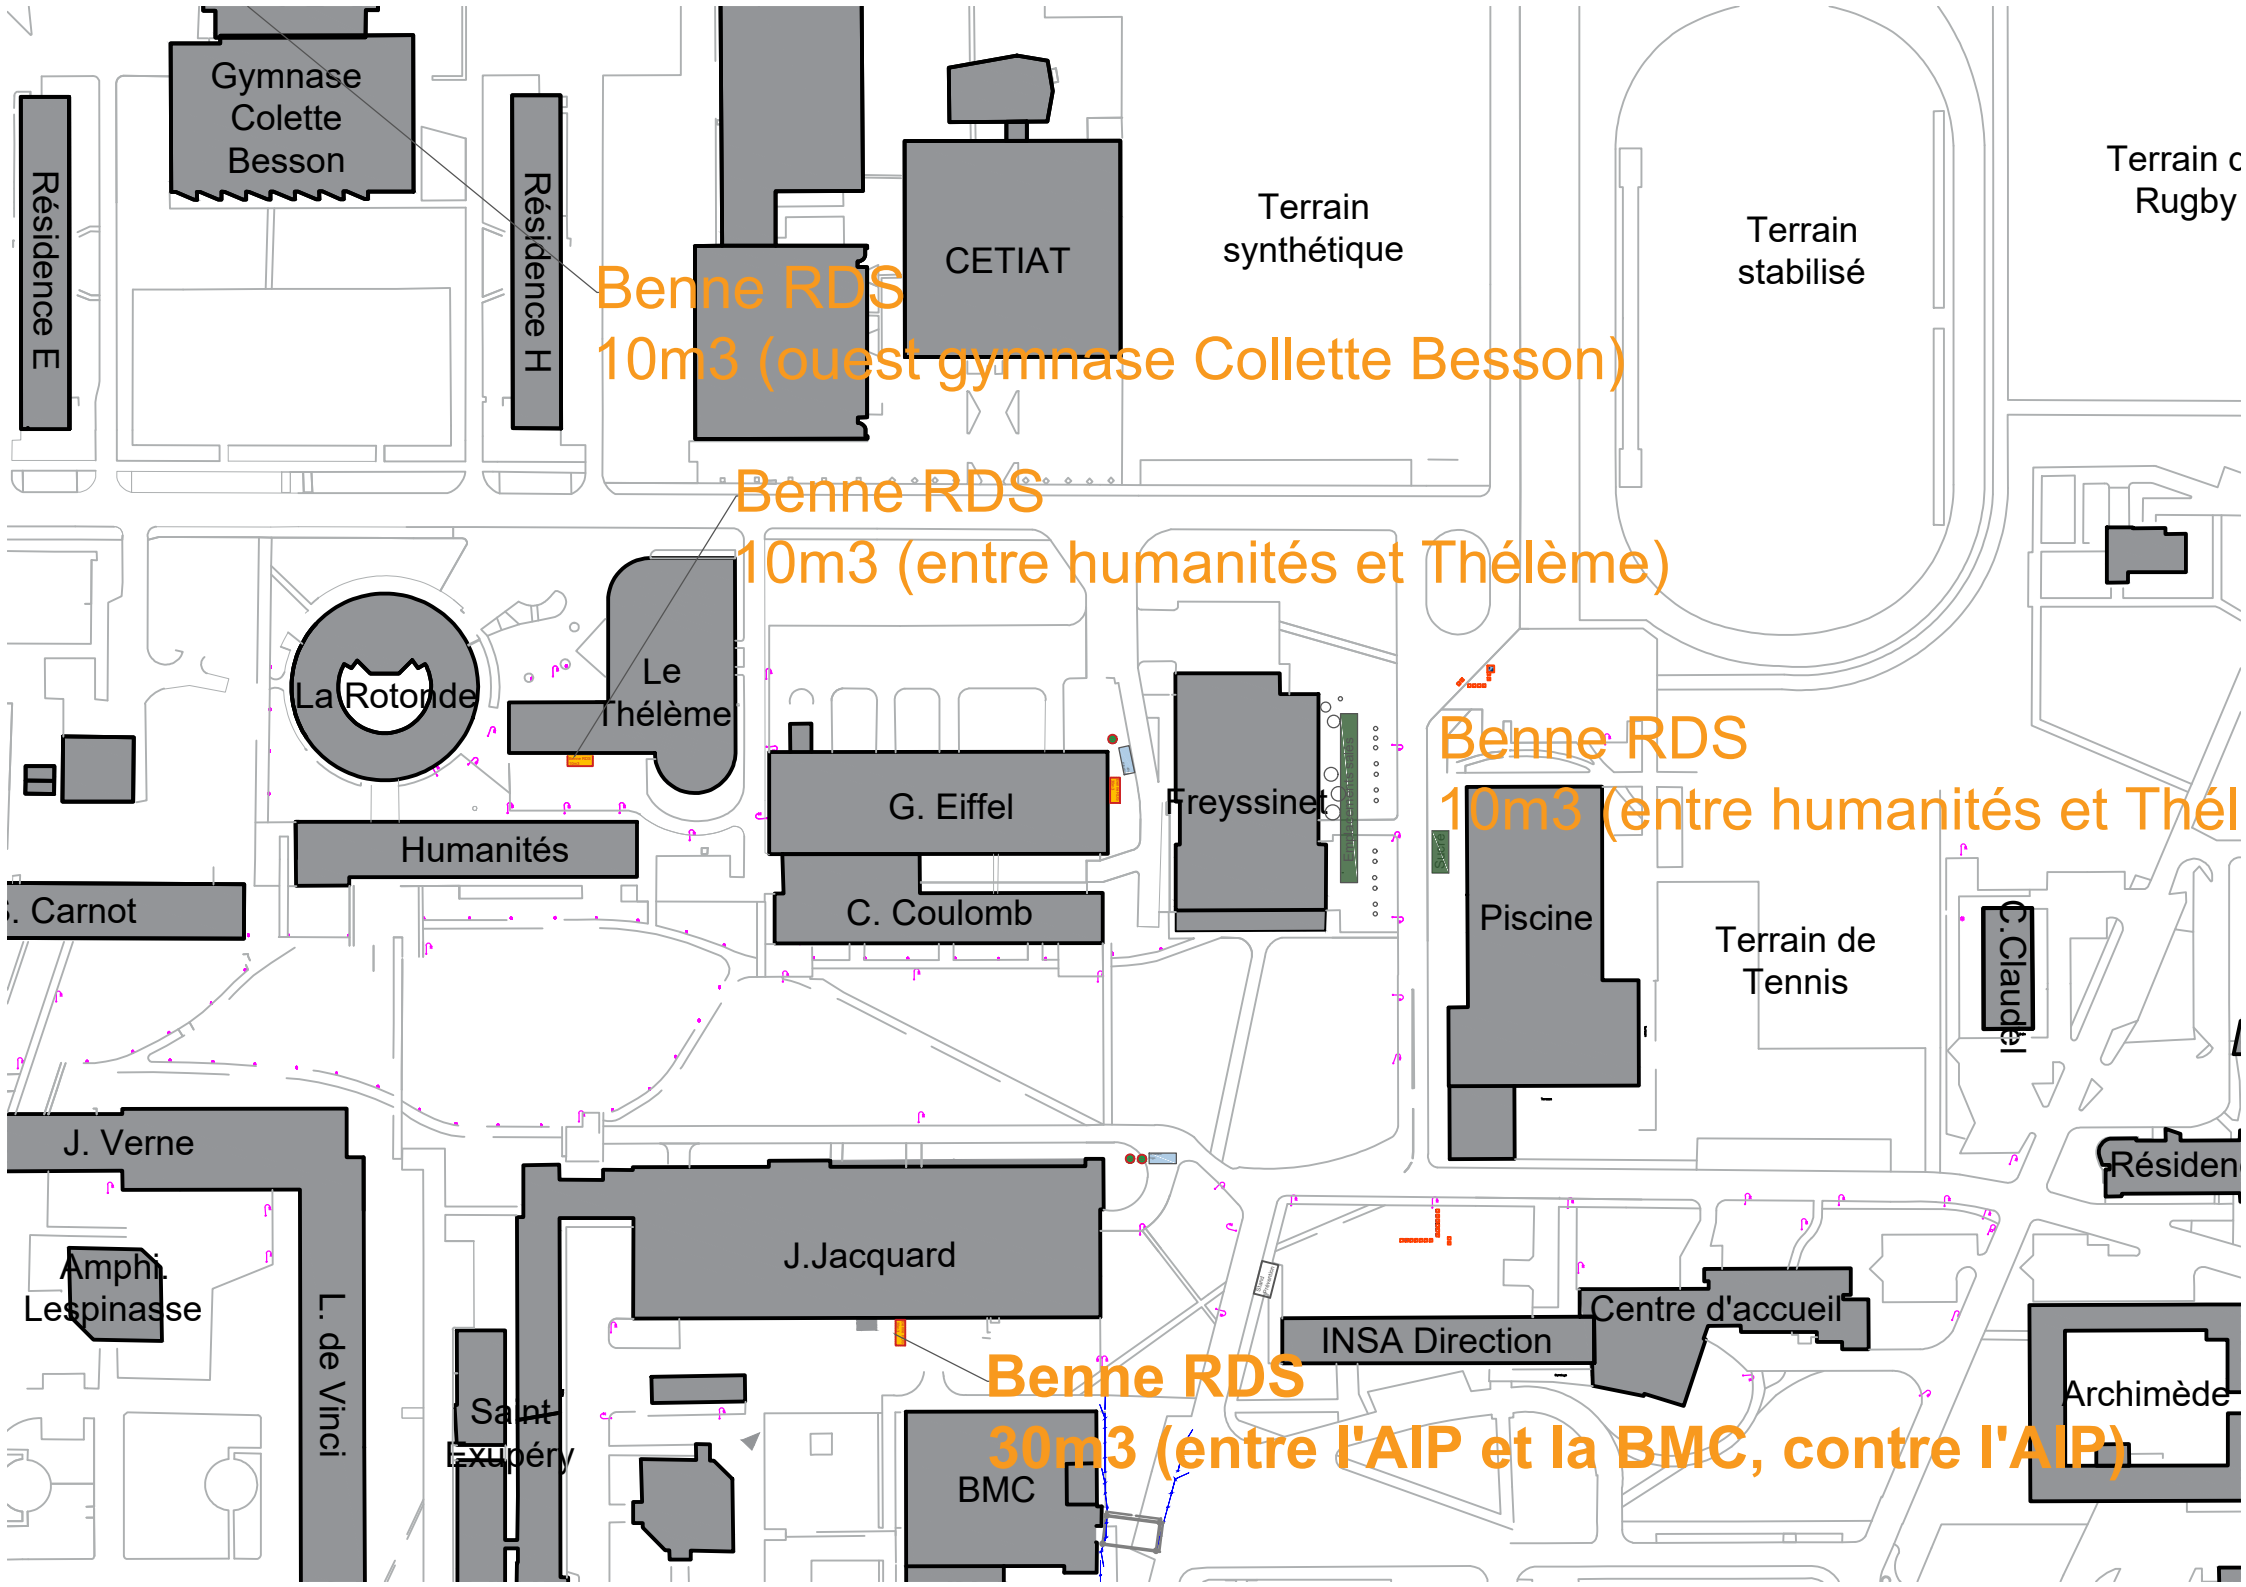 Gymnase
Colette
Besson
Résidence E
Résidence H
CETIAT
Terrain
synthétique
Terrain
stabilisé
Terrain
Rugby
Benne RDS
10m3 (ouest gymnase Collette Besson)
Benne RDS
10m3 (entre humanités et Thélème)
La Rotonde
Le
Thélème
G. Eiffel
Freyssinet
Emplacements sales
Benne RDS
10m3 (entre humanités et Thél
Humanités
S. Carnot
C. Coulomb
Piscine
Terrain de
Tennis
C.Claudel
J. Verne
Résiden
Amphi.
Lespinasse
L. de Vinci
J.Jacquard
Centre d'accueil
INSA Direction
Benne RDS
30m3 (entre l'AIP et la BMC, contre l'AIP)
Archimède
Saint
Exupéry
BMC